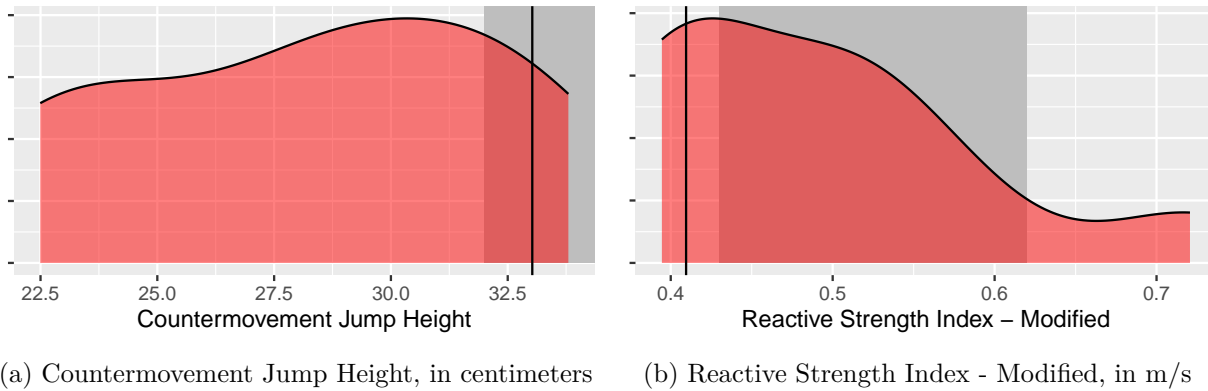 22.5 25.0 27.5 30.0 32.5
Countermovement Jump Height
(a) Countermovement Jump Height, in centimeters
0.4 0.5 0.6 0.7
Reactive Strength Index − Modified
(b) Reactive Strength Index - Modified, in m/s